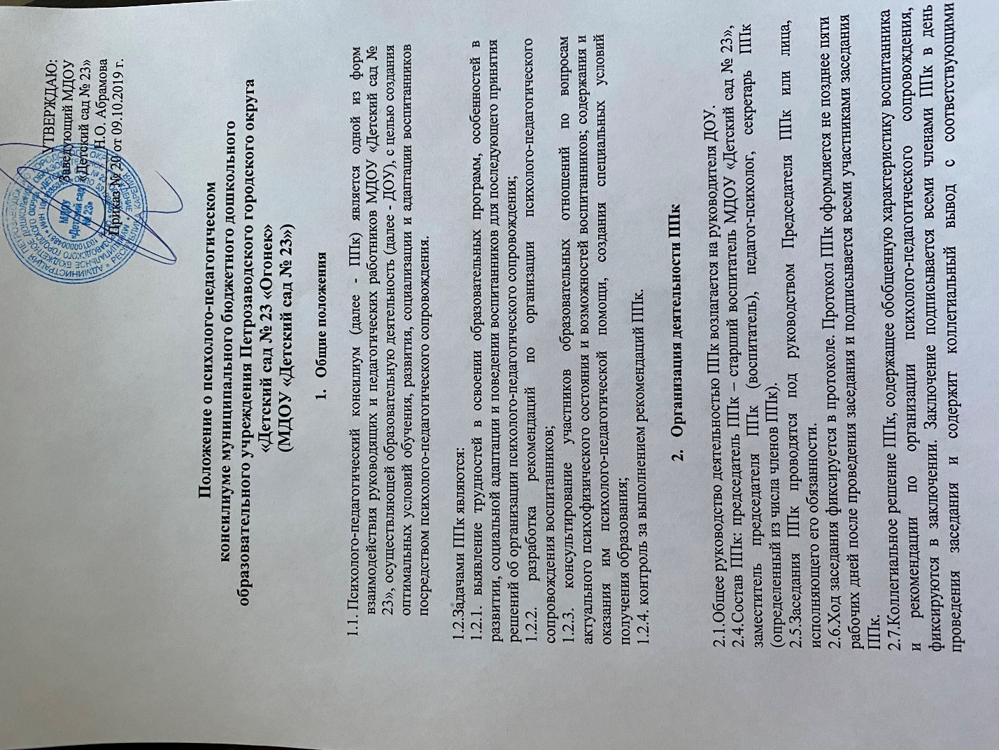 УТВЕРЖДАЮ:
Заведующий МДОУ
«Детский сад № 23»
Н.О. Абрамова
Приказ № 20 от 09.10.2019 г.
МДОУ
«Детский сад
№ 23»
Положение о психолого-педагогическом
консилиуме муниципального бюджетного дошкольного
образовательного учреждения Петрозаводского городского округа
«Детский сад № 23 «Огонек»
(МДОУ «Детский сад № 23»)
1. Общие положения
1.1. Психолого-педагогический консилиум (далее - ППк) является одной из форм
взаимодействия руководящих и педагогических работников МДОУ «Детский сад №
23», осуществляющей образовательную деятельность (далее - ДОУ), с целью создания
оптимальных условий обучения, развития, социализации и адаптации воспитанников
посредством психолого-педагогического сопровождения.
1.2.Задачами ППк являются:
1.2.1. выявление трудностей в освоении образовательных программ, особенностей в
развитии, социальной адаптации и поведении воспитанников для последующего принятия
решений об организации психолого-педагогического сопровождения;
1.2.2. разработка рекомендаций по организации психолого-педагогического
сопровождения воспитанников;
1.2.3. консультирование участников образовательных отношений по вопросам
актуального психофизического состояния и возможностей воспитанников; содержания и
оказания им психолого-педагогической помощи, создания специальных условий
получения образования;
1.2.4. контроль за выполнением рекомендаций ППк.
2. Организация деятельности ППк
2.1.Общее руководство деятельностью ППк возлагается на руководителя ДОУ.
2.4.Состав ППк: председатель ППк – старший воспитатель МДОУ «Детский сад № 23»,
заместитель председателя ППк (воспитатель), педагог-психолог, секретарь ППк
(определенный из числа членов ППк).
2.5.Заседания ППк проводятся под руководством Председателя ППк или лица,
исполняющего его обязанности.
2.6.Ход заседания фиксируется в протоколе. Протокол ППк оформляется не позднее пяти
рабочих дней после проведения заседания и подписывается всеми участниками заседания
ППк.
2.7.Коллегиальное решение ППк, содержащее обобщенную характеристику воспитанника
и рекомендации по организации психолого-педагогического сопровождения,
фиксируются в заключении. Заключение подписывается всеми членами ППк в день
проведения заседания и содержит коллегиальный вывод с соответствующими